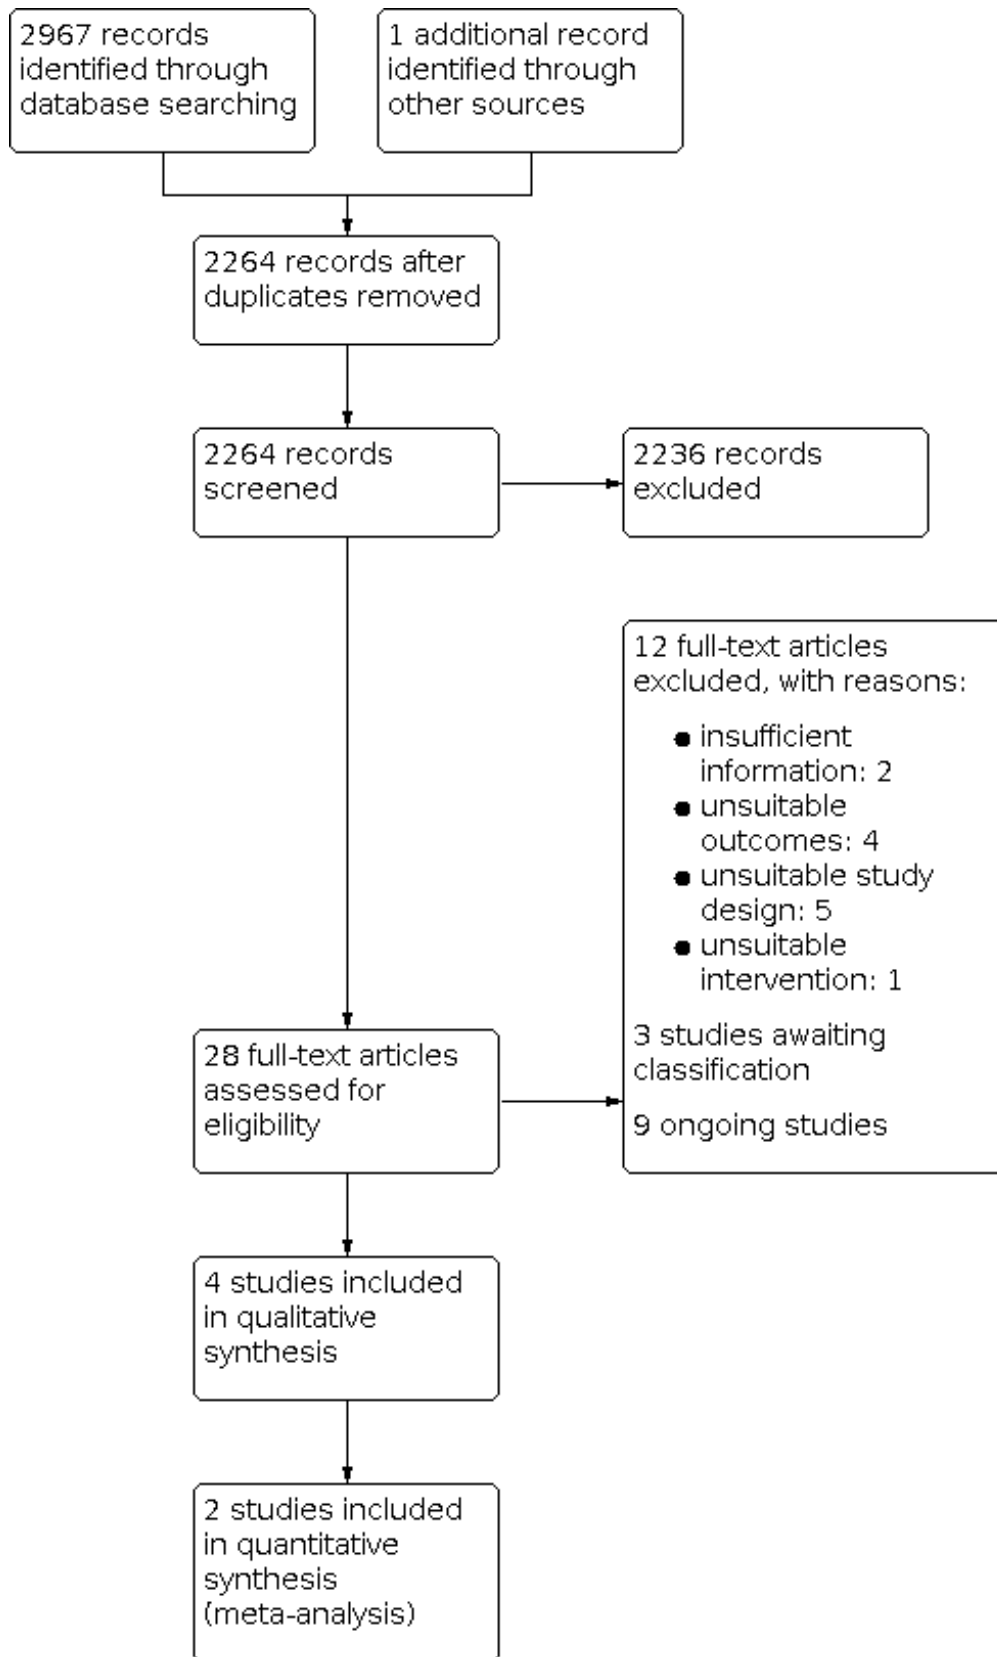 2967 records
identified through
database searching
1 additional record
identified through
other sources
2264 records after
duplicates removed
2264 records
screened
2236 records
excluded
12 full-text articles
excluded, with reasons:
● insufficient
information: 2
● unsuitable
outcomes: 4
● unsuitable study
design: 5
● unsuitable
intervention: 1
3 studies awaiting
classification
9 ongoing studies
28 full-text articles
assessed for
eligibility
4 studies included
in qualitative
synthesis
2 studies included
in quantitative
synthesis
(meta-analysis)